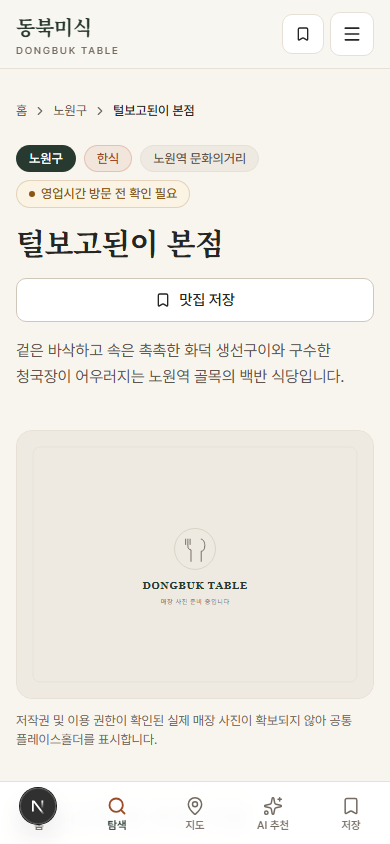 동북미식
DONGBUK TABLE
홈 > 노원구 > 털보고된이 본점
노원구 한식 노원역 문화의거리
영업시간 방문 전 확인 필요
털보고된이 본점
맛집 저장
겉은 바삭하고 속은 촉촉한 화덕 생선구이와 구수한
청국장이 어우러지는 노원역 골목의 백반 식당입니다.
DONGBUK TABLE
매장 사진 준비 중입니다
저작권 및 이용 권한이 확인된 실제 매장 사진이 확보되지 않아 공통
플레이스홀더를 표시합니다.
N
홈 탐색 지도 AI 추천 저장